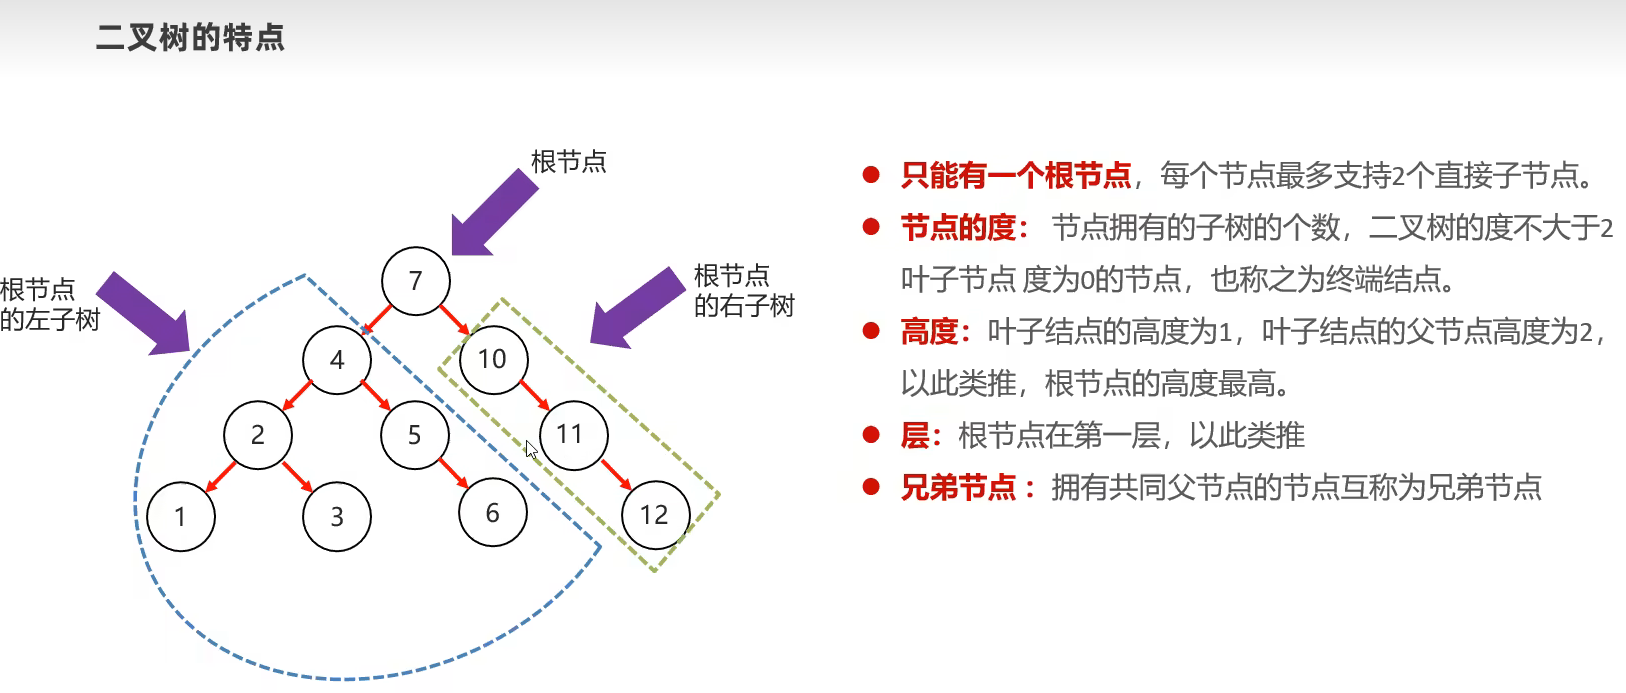 二叉树的特点
根节点
根节点
的左子树
根节点
的右子树
7
4
10
2
5
11
1
3
6
12
只能有一个根节点，每个节点最多支持2个直接子节点。
节点的度： 节点拥有的子树的个数，二叉树的度不大于2
叶子节点 度为0的节点，也称之为终端结点。
高度：叶子结点的高度为1，叶子结点的父节点高度为2，
以此类推，根节点的高度最高。
层：根节点在第一层，以此类推
兄弟节点 ：拥有共同父节点的节点互称为兄弟节点